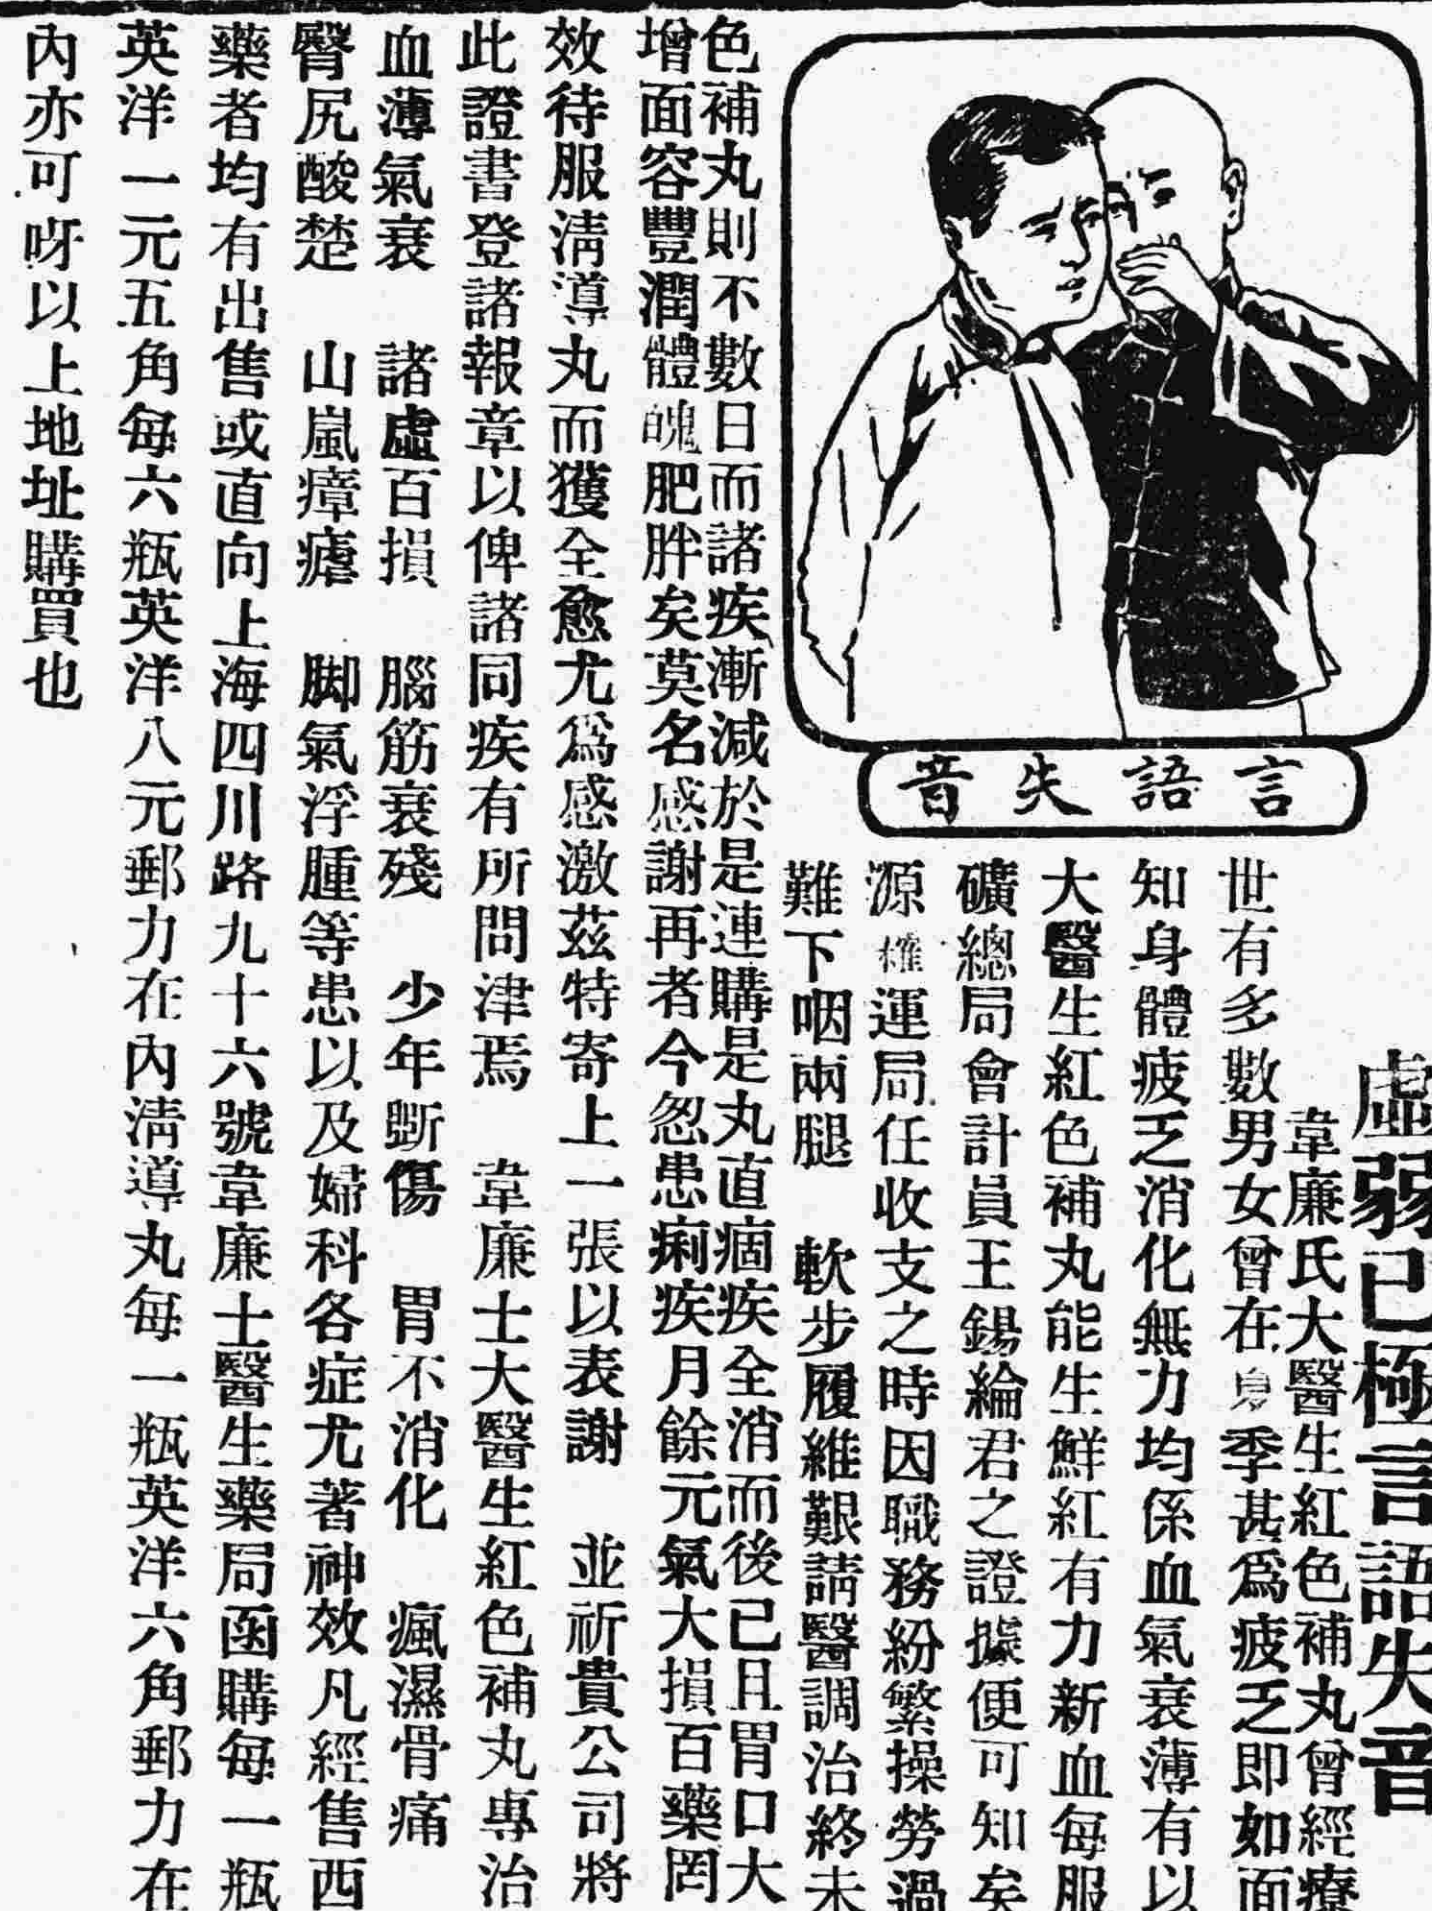 言語失音
虛弱已極言語失音
韋廉氏大醫生紅色補丸曾經療
世有多數男女曾在夏季甚爲疲乏即如面
知身體疲乏消化無力均係血氣衰薄有以
大醫生紅色補丸能生鮮紅有力新血每服
礦總局會計員王錫綸君之證據便可知矣
源榷運局任收支之時因職務紛繁操勞過
難下咽兩腿 軟步履維艱請醫調治終未
色補丸則不數日而諸疾漸減於是連購是丸直痼疾全消而後已且胃口大
增面容豐潤體魄肥胖矣莫名感謝再者今忽患痢疾月餘元氣大損百藥罔
效待服淸導丸而獲全愈尤爲感激茲特寄上一張以表謝 並祈貴公司將
此證書登諸報章以俾諸同疾有所問津焉 韋廉士大醫生紅色補丸專治
血薄氣衰 諸虛百損 腦筋衰殘 少年斵傷 胃不消化 瘋濕骨痛
臀尻酸楚 山嵐瘴瘧 脚氣浮腫等患以及婦科各症尤著神效凡經售西
藥者均有出售或直向上海四川路九十六號韋廉士醫生藥局函購每一瓶
英洋一元五角每六瓶英洋八元郵力在內淸導丸每一瓶英洋六角郵力在
內亦可呀以上地址購買也